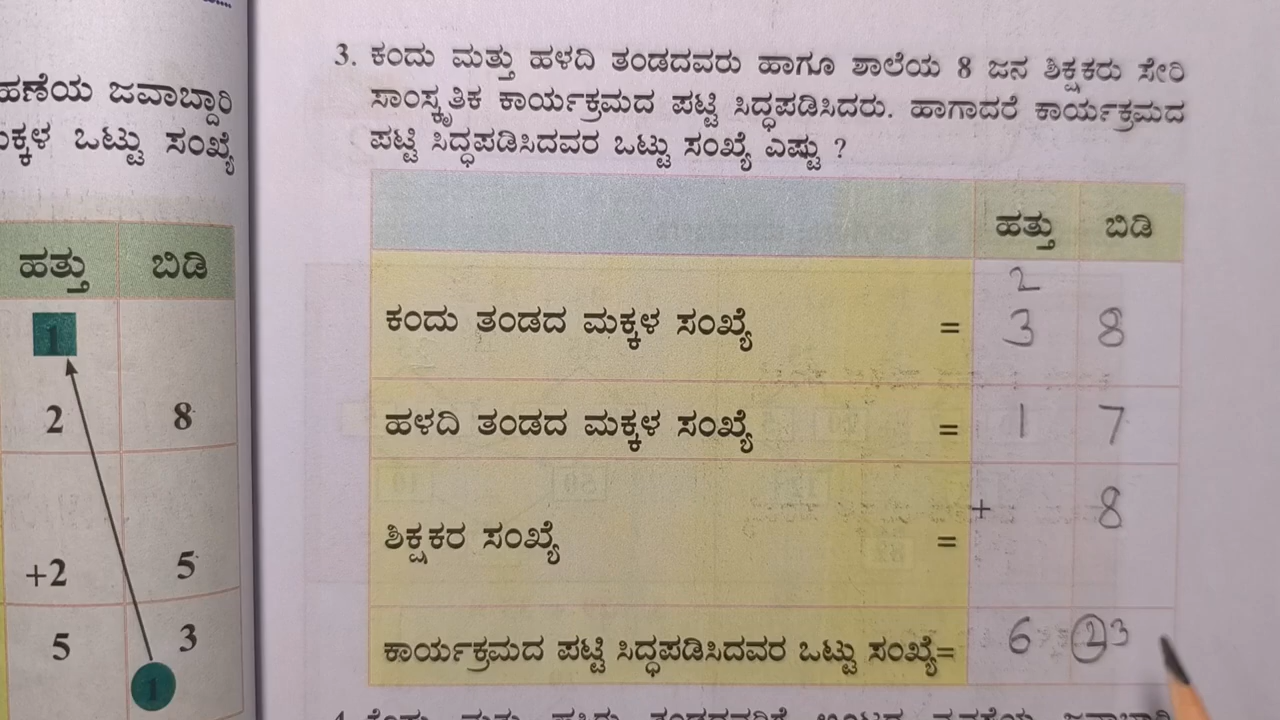 ಹಣೆಯ ಜವಾಬ್ದಾರಿ
ಒಟ್ಟು ಸಂಖ್ಯೆ
ಹತ್ತು ಬಿಡಿ
1
2 8
+2 5
5 3
1
3. ಕಂದು ಮತ್ತು ಹಳದಿ ತಂಡದವರು ಹಾಗೂ ಶಾಲೆಯ 8 ಜನ ಶಿಕ್ಷಕರು ಸೇರಿ
ಸಾಂಸ್ಕೃತಿಕ ಕಾರ್ಯಕ್ರಮದ ಪಟ್ಟಿ ಸಿದ್ಧಪಡಿಸಿದರು. ಹಾಗಾದರೆ ಕಾರ್ಯಕ್ರಮದ
ಪಟ್ಟಿ ಸಿದ್ಧಪಡಿಸಿದವರ ಒಟ್ಟು ಸಂಖ್ಯೆ ಎಷ್ಟು ?
ಹತ್ತು ಬಿಡಿ
2
ಕಂದು ತಂಡದ ಮಕ್ಕಳ ಸಂಖ್ಯೆ = 3 8
ಹಳದಿ ತಂಡದ ಮಕ್ಕಳ ಸಂಖ್ಯೆ = 1 7
ಶಿಕ್ಷಕರ ಸಂಖ್ಯೆ = + 8
ಕಾರ್ಯಕ್ರಮದ ಪಟ್ಟಿ ಸಿದ್ಧಪಡಿಸಿದವರ ಒಟ್ಟು ಸಂಖ್ಯೆ= 6 2 3